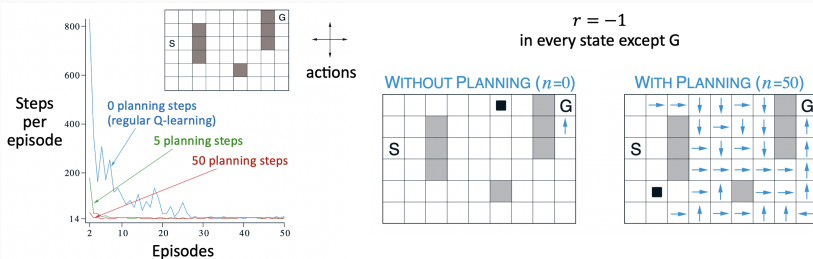 800
600
400
200
14
2
10
20
30
40
50
Steps
per
episode
Episodes
0 planning steps
(regular Q-learning)
5 planning steps
50 planning steps
S
G
actions
r = −1
in every state except G
WITHOUT PLANNING (n=0)
S
G
WITH PLANNING (n=50)
S
G